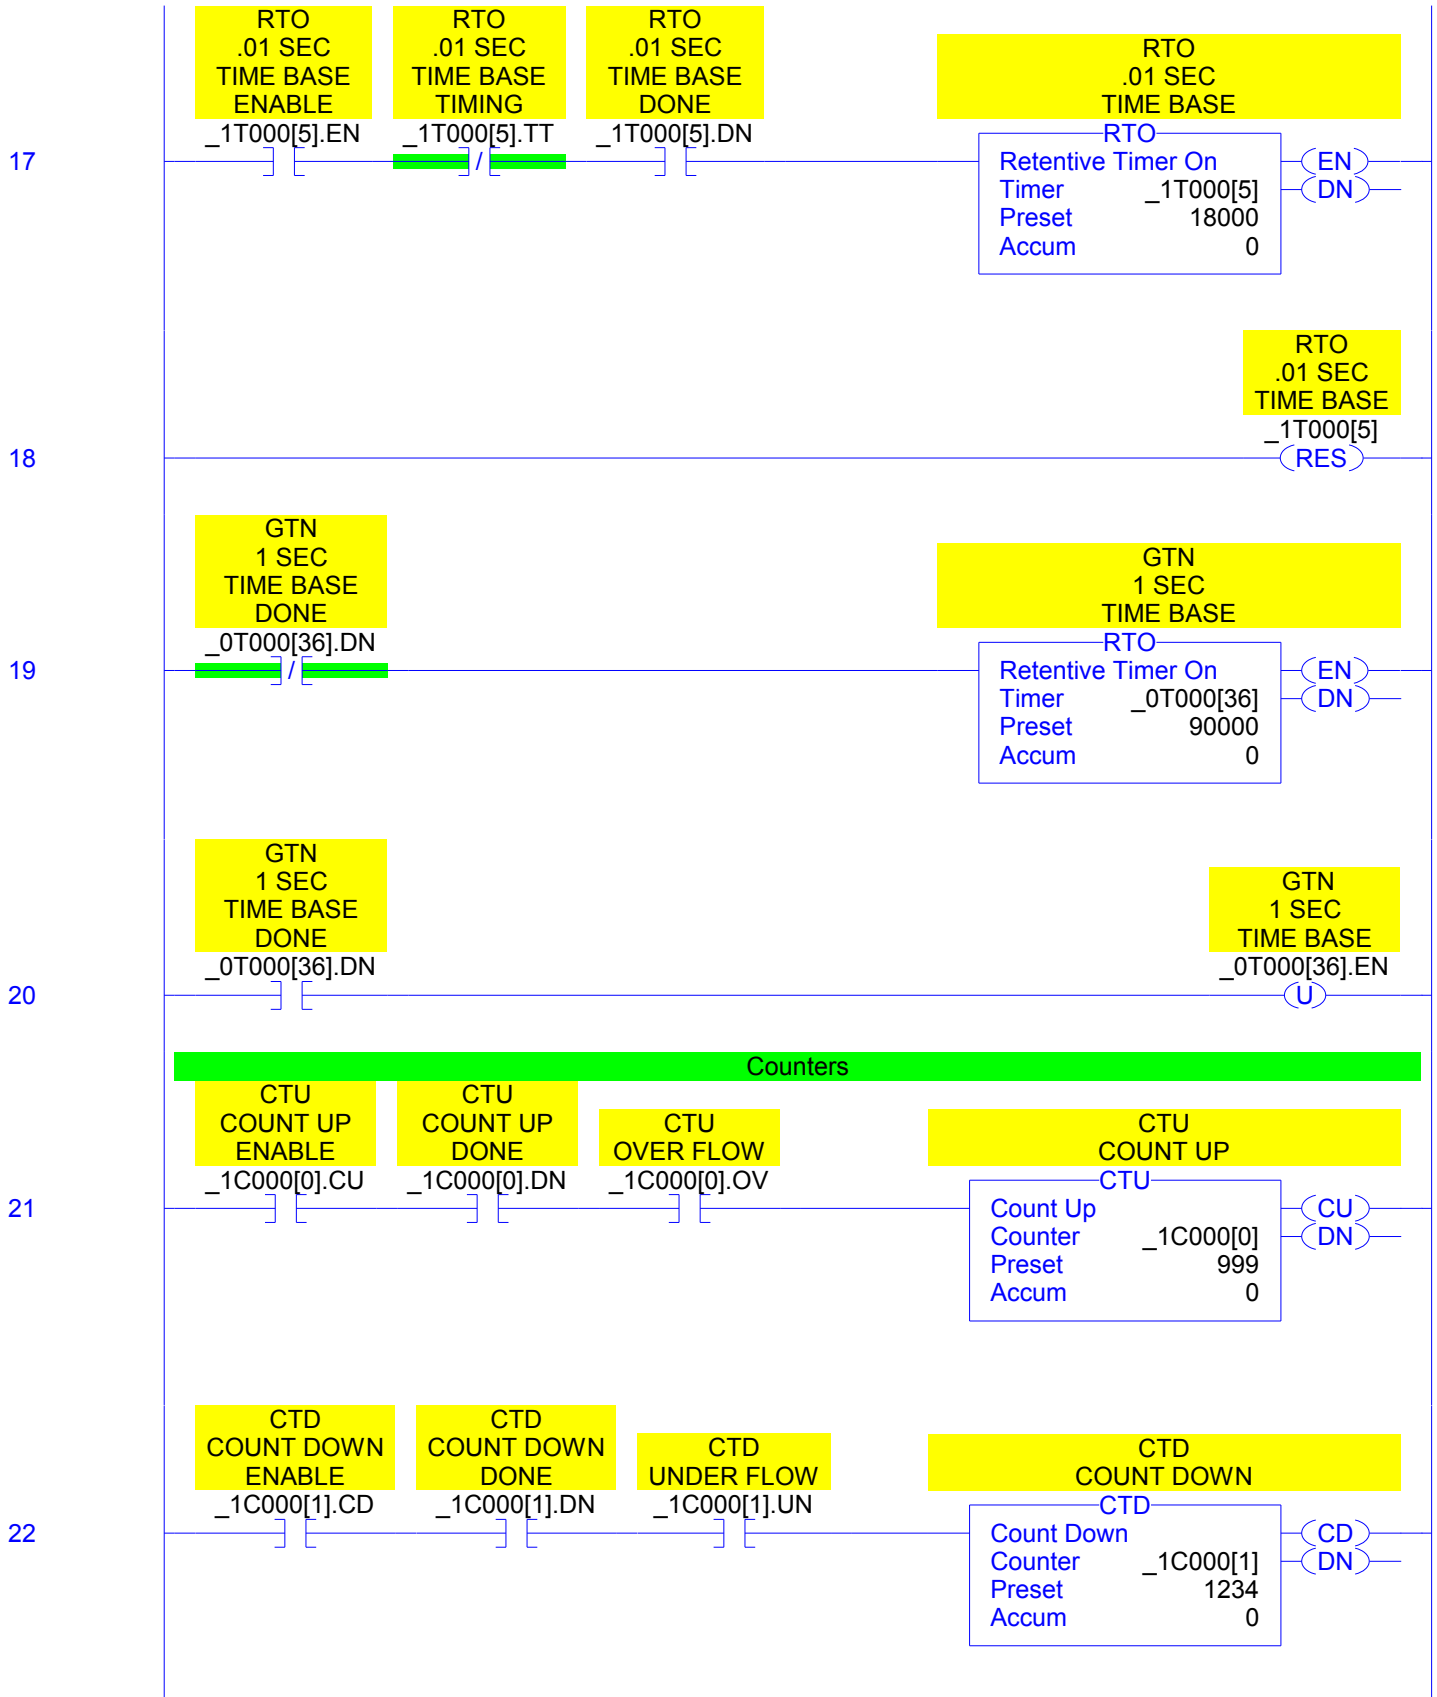 RTO
.01 SEC
TIME BASE
ENABLE
_1T000[5].EN
RTO
.01 SEC
TIME BASE
TIMING
_1T000[5].TT
/
RTO
.01 SEC
TIME BASE
DONE
_1T000[5].DN
RTO
.01 SEC
TIME BASE
RTO
17
Retentive Timer On
Timer _1T000[5]
Preset 18000
Accum 0
EN
DN
RTO
.01 SEC
TIME BASE
_1T000[5]
18
RES
GTN
1 SEC
TIME BASE
DONE
_0T000[36].DN
/
GTN
1 SEC
TIME BASE
RTO
19
Retentive Timer On
Timer _0T000[36]
Preset 90000
Accum 0
EN
DN
GTN
1 SEC
TIME BASE
DONE
_0T000[36].DN
GTN
1 SEC
TIME BASE
_0T000[36].EN
20
U
Counters
CTU
COUNT UP
ENABLE
_1C000[0].CU
CTU
COUNT UP
DONE
_1C000[0].DN
CTU
OVER FLOW
_1C000[0].OV
CTU
COUNT UP
CTU
21
Count Up
Counter _1C000[0]
Preset 999
Accum 0
CU
DN
CTD
COUNT DOWN
ENABLE
_1C000[1].CD
CTD
COUNT DOWN
DONE
_1C000[1].DN
CTD
UNDER FLOW
_1C000[1].UN
CTD
COUNT DOWN
CTD
22
Count Down
Counter _1C000[1]
Preset 1234
Accum 0
CD
DN